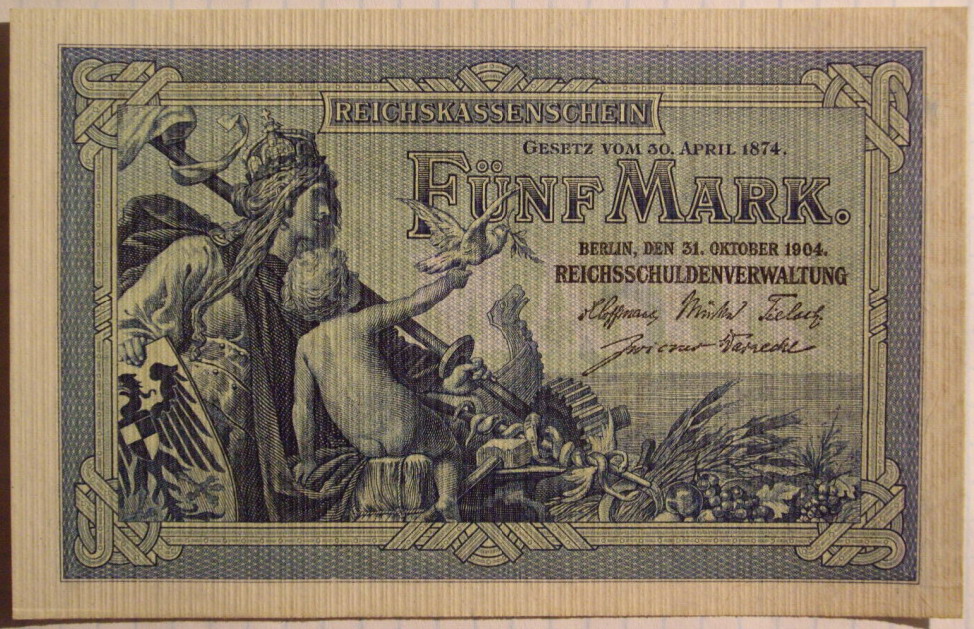 REICHSKASSENSCHEIN
GESETZ VOM 30. APRIL 1874.
FÜNF MARK.
BERLIN, DEN 31. OKTOBER 1904.
REICHSSCHULDENVERWALTUNG